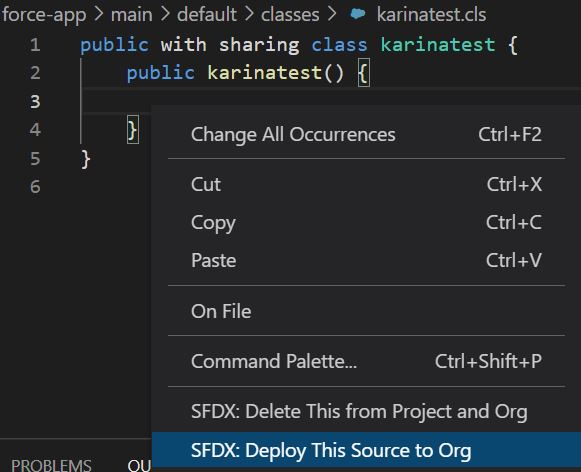 force-app > main > default > classes > karinatest.cls
1 public with sharing class karinatest {
2 public karinatest() {
3
4 }
5 }
6
Change All Occurrences Ctrl+F2
Cut Ctrl+X
Copy Ctrl+C
Paste Ctrl+V
On File
Command Palette... Ctrl+Shift+P
SFDX: Delete This from Project and Org
SFDX: Deploy This Source to Org
PROBLEMS OU